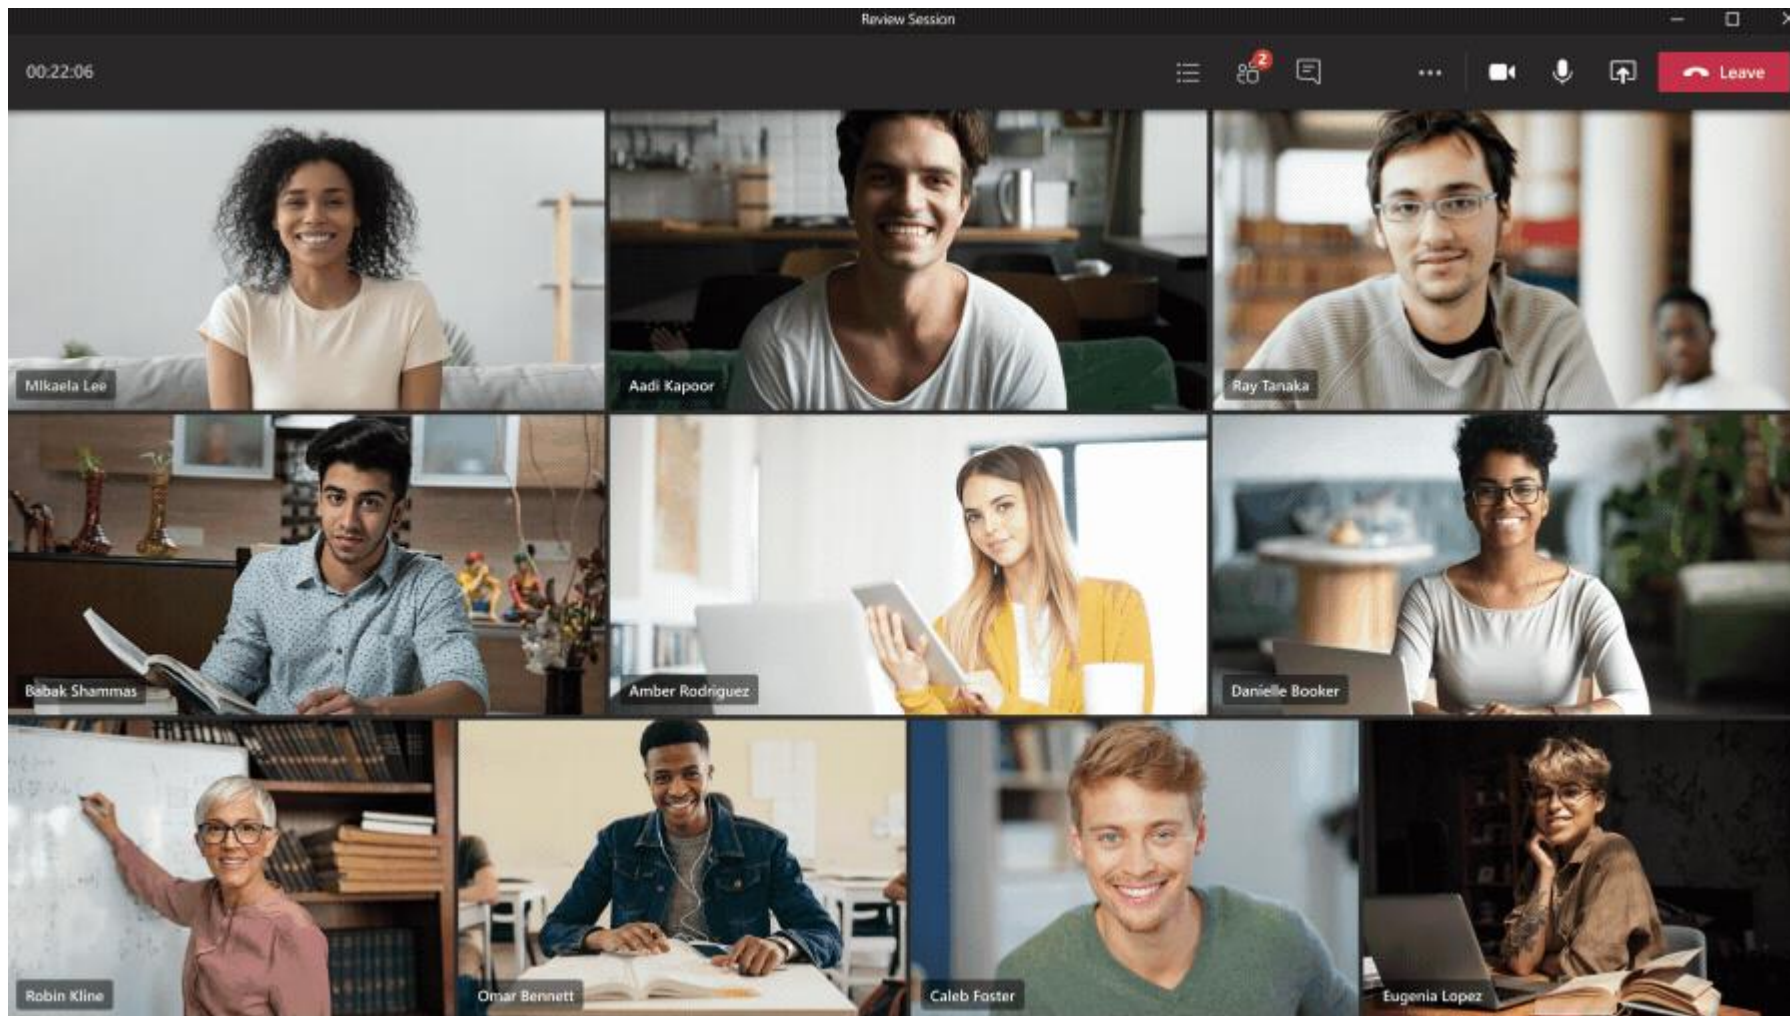 Review Session
00:22:06
2
Leave
MIkaela Lee
Aadi Kapoor
Ray Tanaka
Babak Shammas
Amber Rodriguez
Danielle Booker
Robin Kline
Omar Bennett
Caleb Foster
Eugenia Lopez